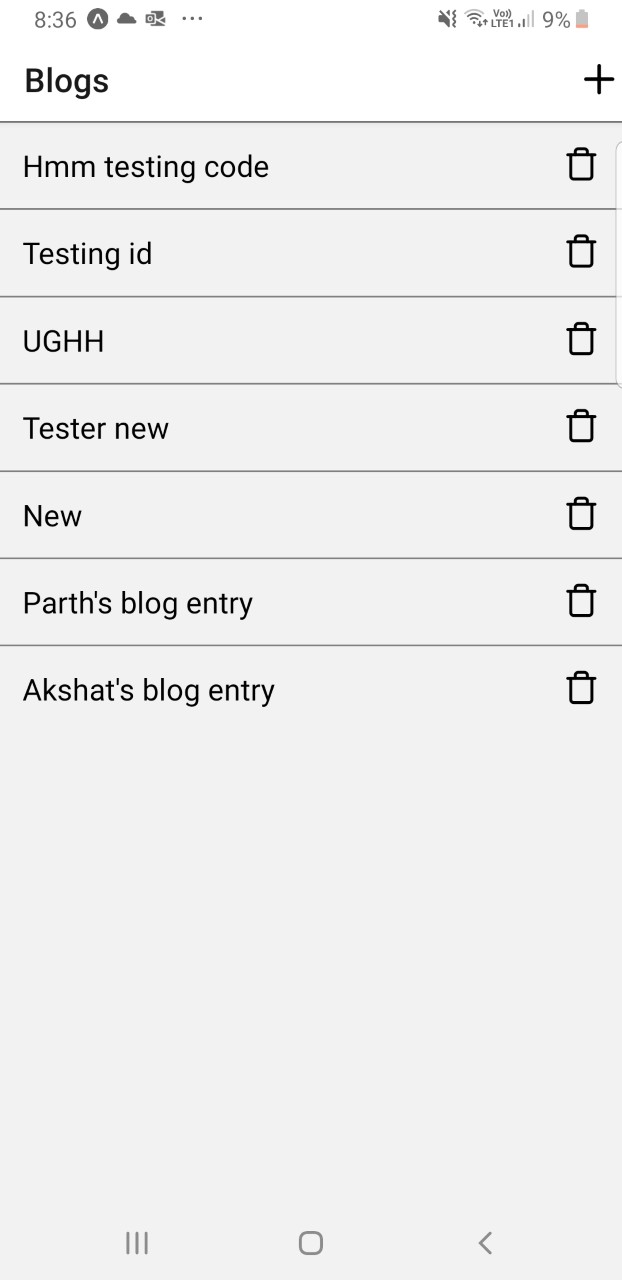 8:36
Vo)) LTE1 9%
Blogs
Hmm testing code
Testing id
UGHH
Tester new
New
Parth's blog entry
Akshat's blog entry